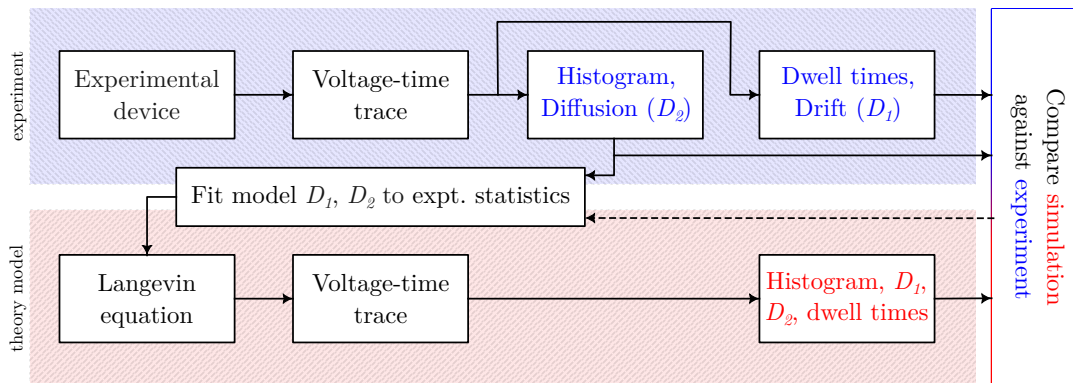 experiment
Experimental
device
Voltage-time
trace
Histogram,
Diffusion (D₂)
Dwell times,
Drift (D₁)
Fit model D₁, D₂ to expt. statistics
theory model
Langevin
equation
Voltage-time
trace
Histogram, D₁,
D₂, dwell times
Compare simulation
against experiment